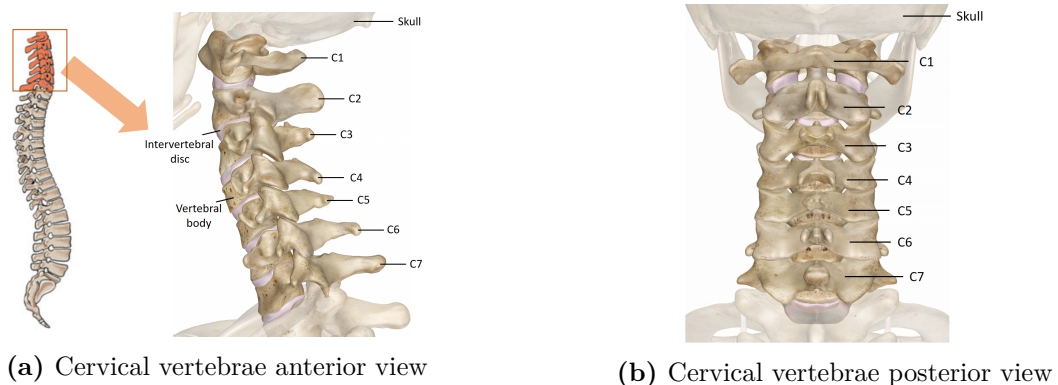 Skull
C1
C2
C3
Intervertebral
disc
C4
Vertebral
body
C5
C6
C7
(a) Cervical vertebrae anterior view
Skull
C1
C2
C3
C4
C5
C6
C7
(b) Cervical vertebrae posterior view